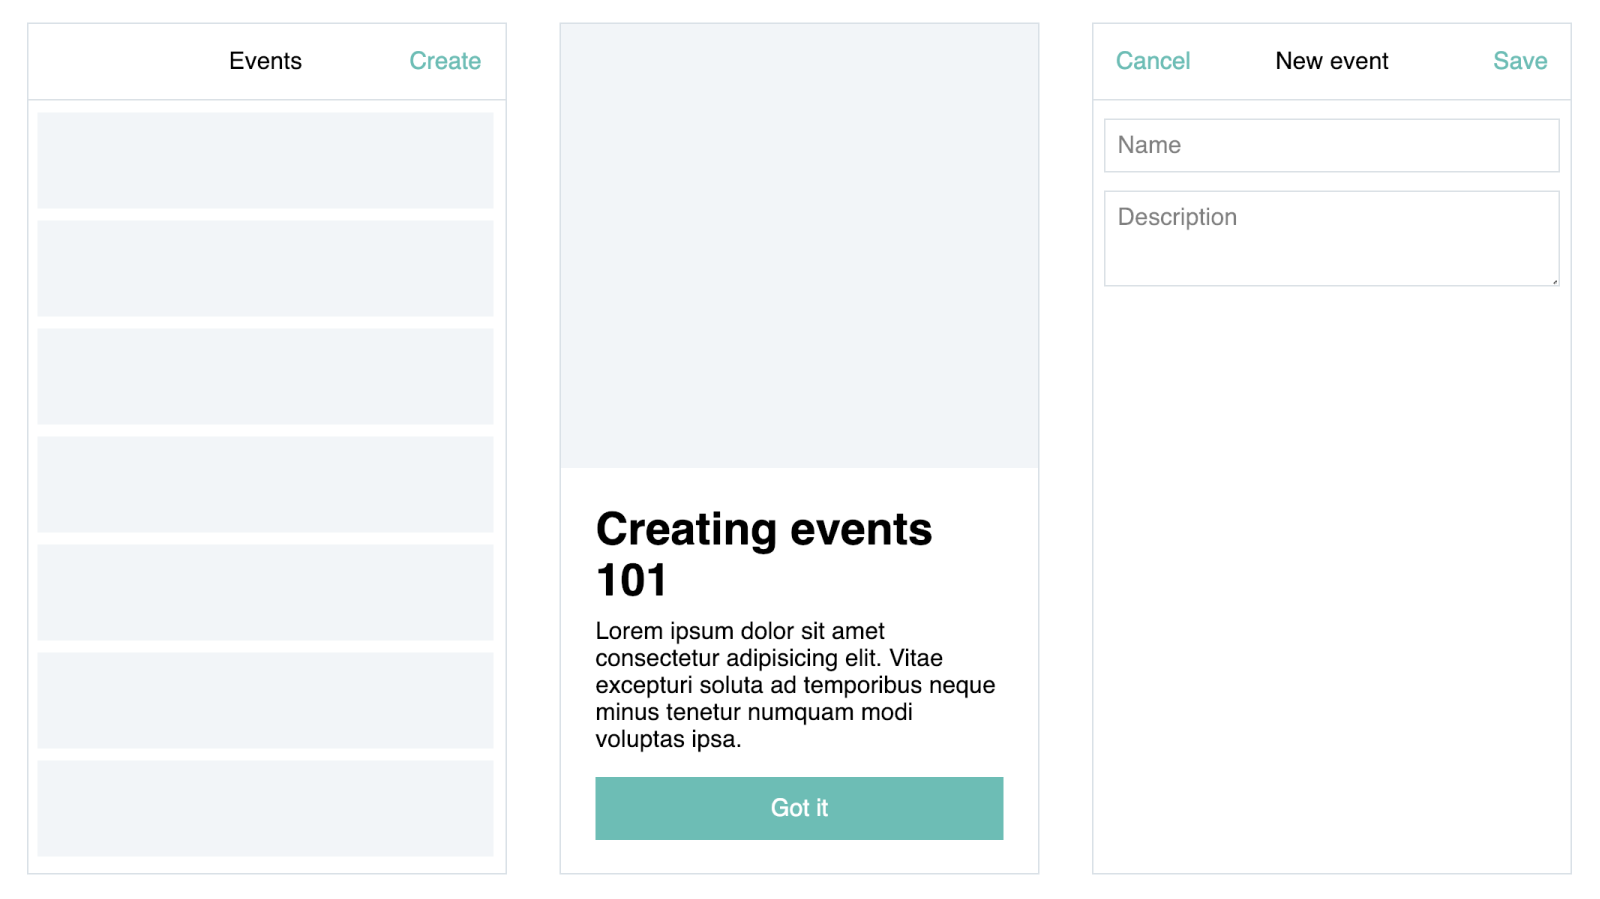 Events
Create
Creating events
101
Lorem ipsum dolor sit amet
consectetur adipisicing elit. Vitae
excepturi soluta ad temporibus neque
minus tenetur numquam modi
voluptas ipsa.
Got it
Cancel
New event
Save
Name
Description